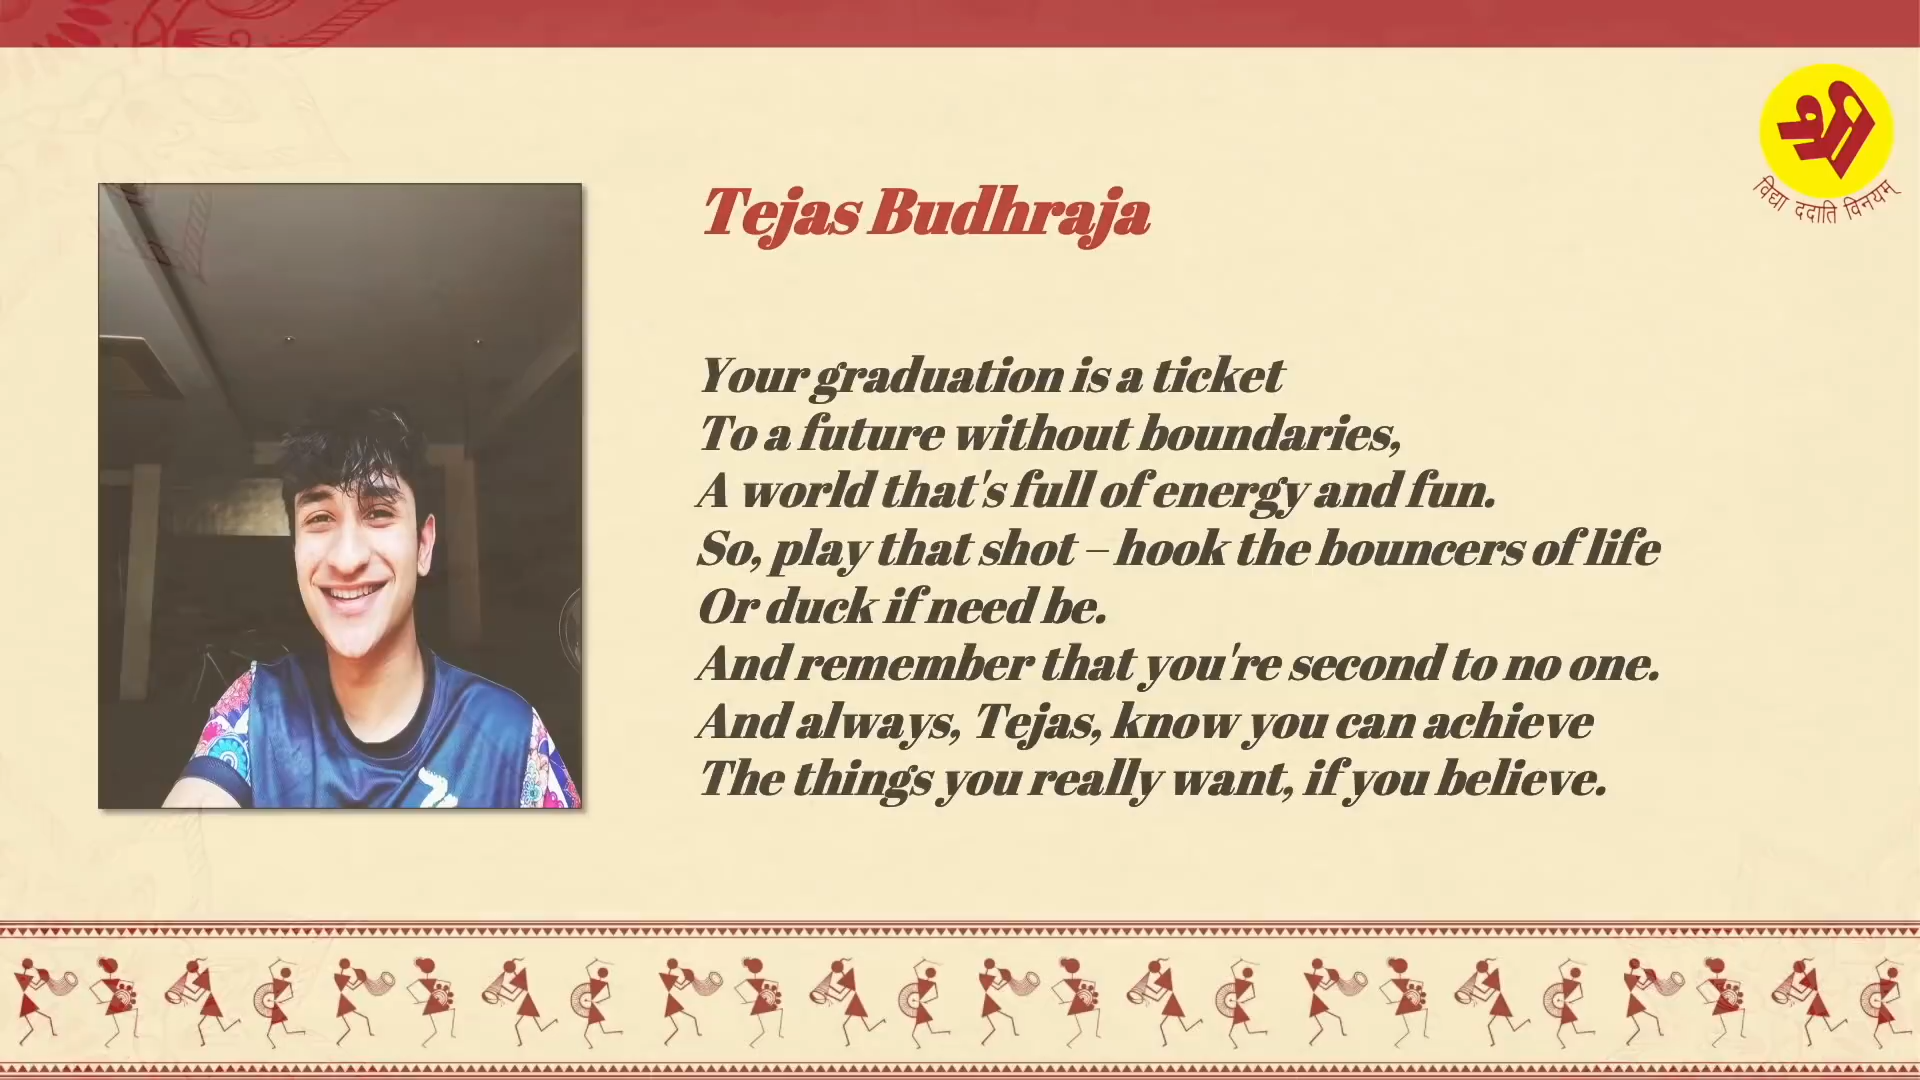 श्री
विद्या ददाति विनयम्
Tejas Budhraja
Your graduation is a ticket
To a future without boundaries,
A world that's full of energy and fun.
So, play that shot – hook the bouncers of life
Or duck if need be.
And remember that you're second to no one.
And always, Tejas, know you can achieve
The things you really want, if you believe.